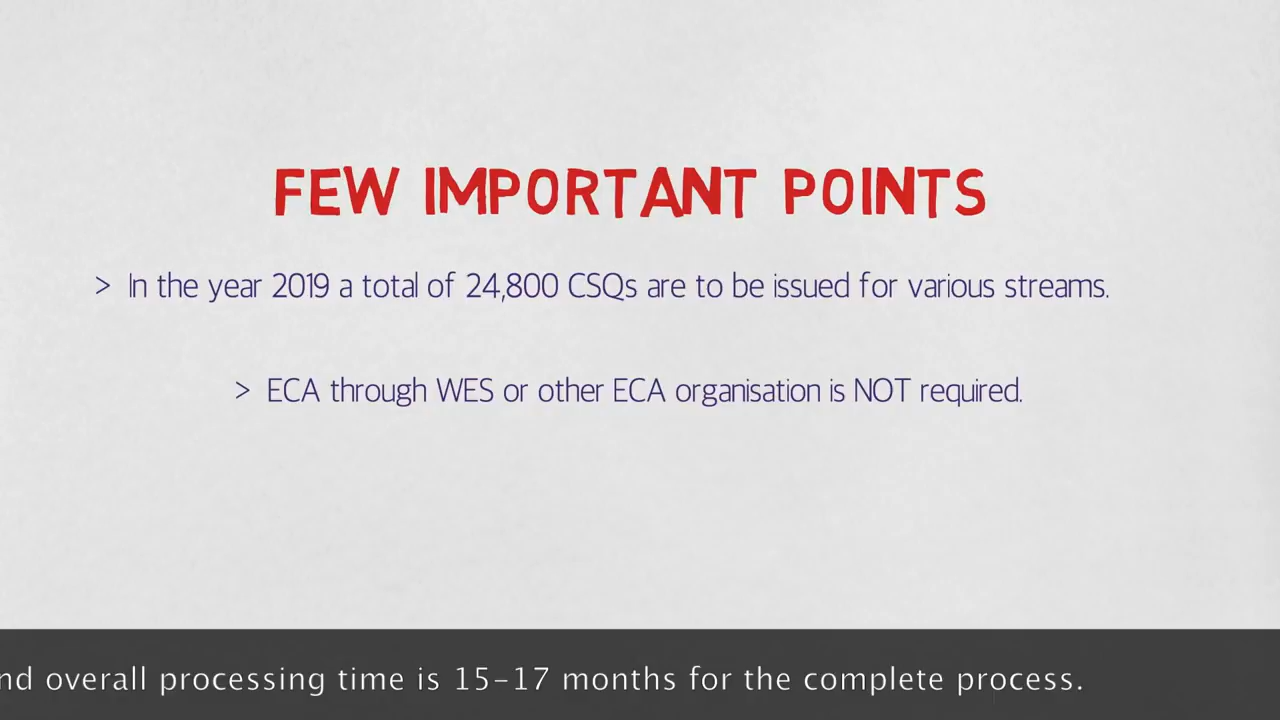 FEW IMPORTANT POINTS
> In the year 2019 a total of 24,800 CSQs are to be issued for various streams.
> ECA through WES or other ECA organisation is NOT required.
overall processing time is 15-17 months for the complete process.